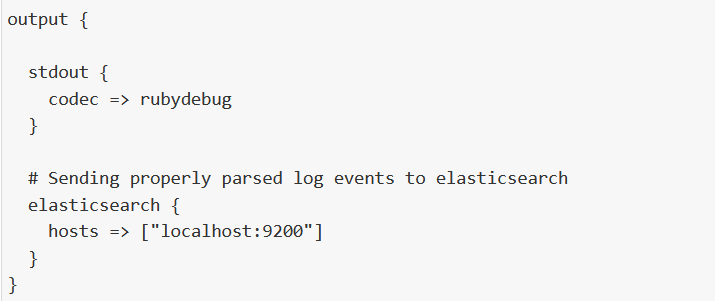 output {
stdout {
codec => rubydebug
}
# Sending properly parsed log events to elasticsearch
elasticsearch {
hosts => ["localhost:9200"]
}
}